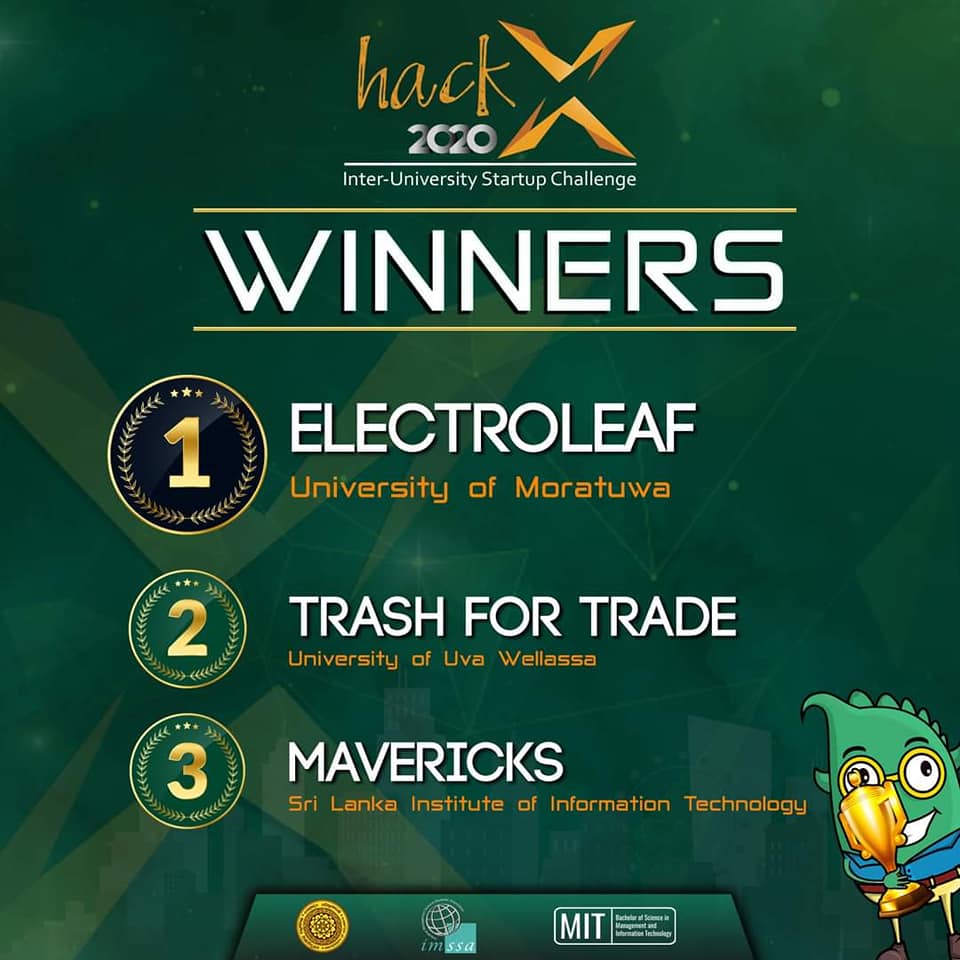 hackX
2020
Inter-University Startup Challenge
WINNERS
1
ELECTROLEAF
University of Moratuwa
2
TRASH FOR TRADE
University of Uva Wellassa
3
MAVERICKS
Sri Lanka Institute of Information Technology
imssa
MIT
Bachelor of Science in
Management and
Information Technology